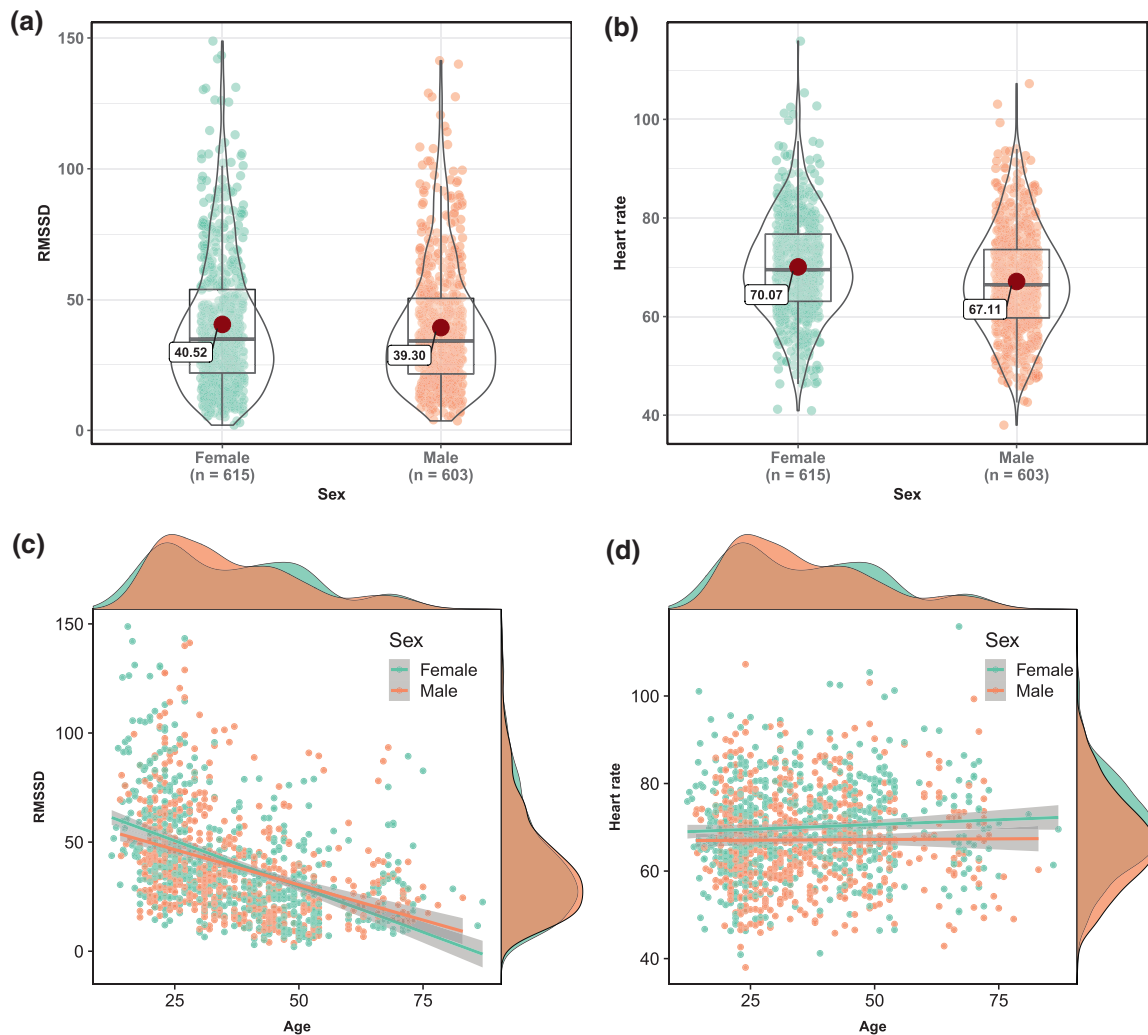 (a)
150
100
50
0
RMSSD
40.52
39.30
Female
(n = 615)
Male
(n = 603)
Sex
(b)
100
80
60
40
Heart rate
70.07
67.11
Female
(n = 615)
Male
(n = 603)
Sex
(c)
150
100
50
0
RMSSD
Sex
Female
Male
25
50
75
Age
(d)
100
80
60
40
Heart rate
Sex
Female
Male
25
50
75
Age